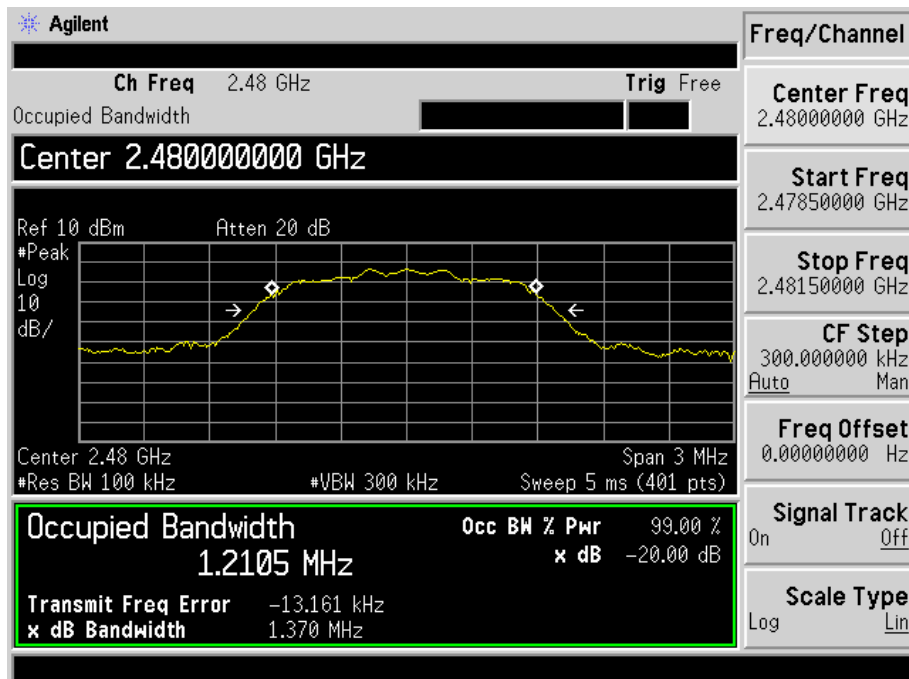 Agilent
Freq/Channel
Ch Freq 2.48 GHz Trig Free
Occupied Bandwidth
Center 2.480000000 GHz
Ref 10 dBm Atten 20 dB
#Peak
Log
10
dB/
Center 2.48 GHz Span 3 MHz
#Res BW 100 kHz #VBW 300 kHz Sweep 5 ms (401 pts)
Occupied Bandwidth Occ BW % Pwr 99.00 %
1.2105 MHz x dB -20.00 dB
Transmit Freq Error -13.161 kHz
x dB Bandwidth 1.370 MHz
Center Freq
2.48000000 GHz
Start Freq
2.47850000 GHz
Stop Freq
2.48150000 GHz
CF Step
300.000000 kHz
Auto Man
Freq Offset
0.00000000 Hz
Signal Track
On Off
Scale Type
Log Lin